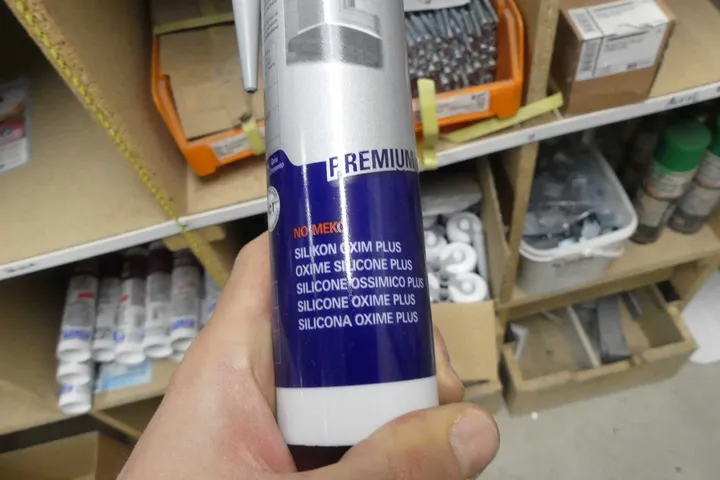 PREMIUM
NO MEKO
SILIKON OXIM PLUS
OXIME SILICONE PLUS
SILICONE OSSIMICO PLUS
SILICONE OXIME PLUS
SILICONA OXIME PLUS